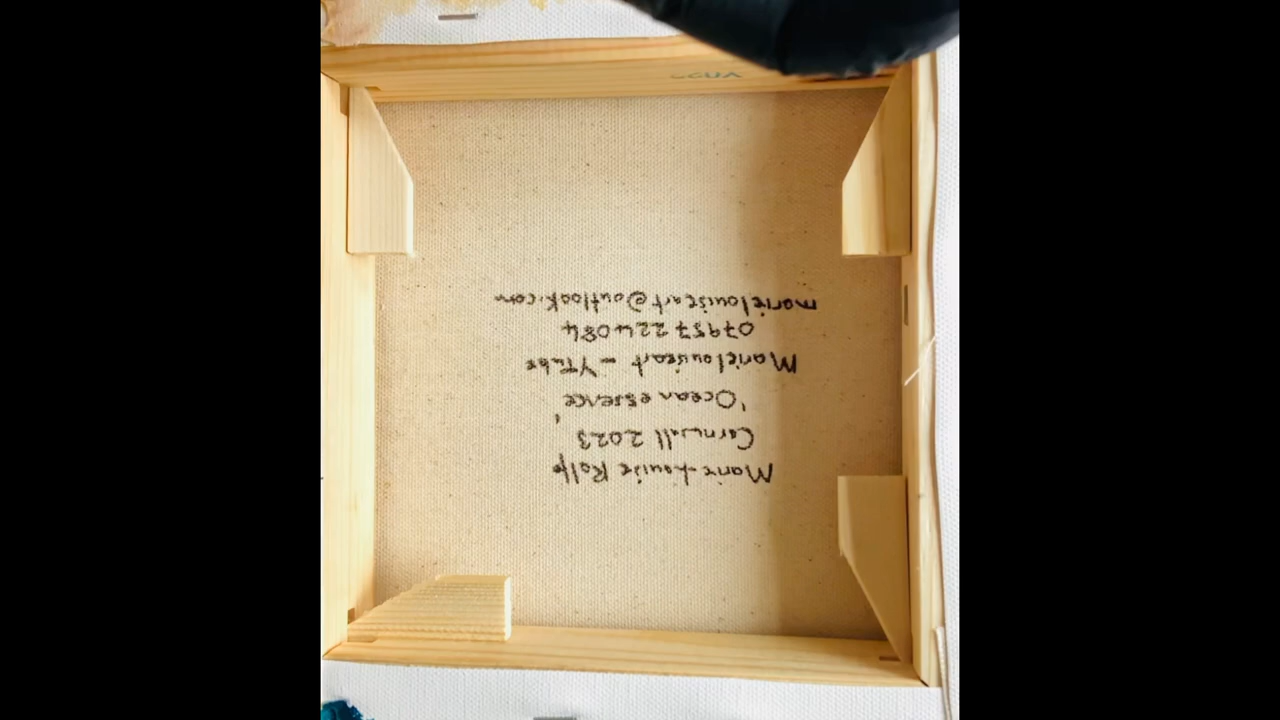 Marie-Louise Rolfe
Cornwall 2023
'Ocean essence'
Marielouiseart - YTube
07957 224084
marielouiseart@outlook.com